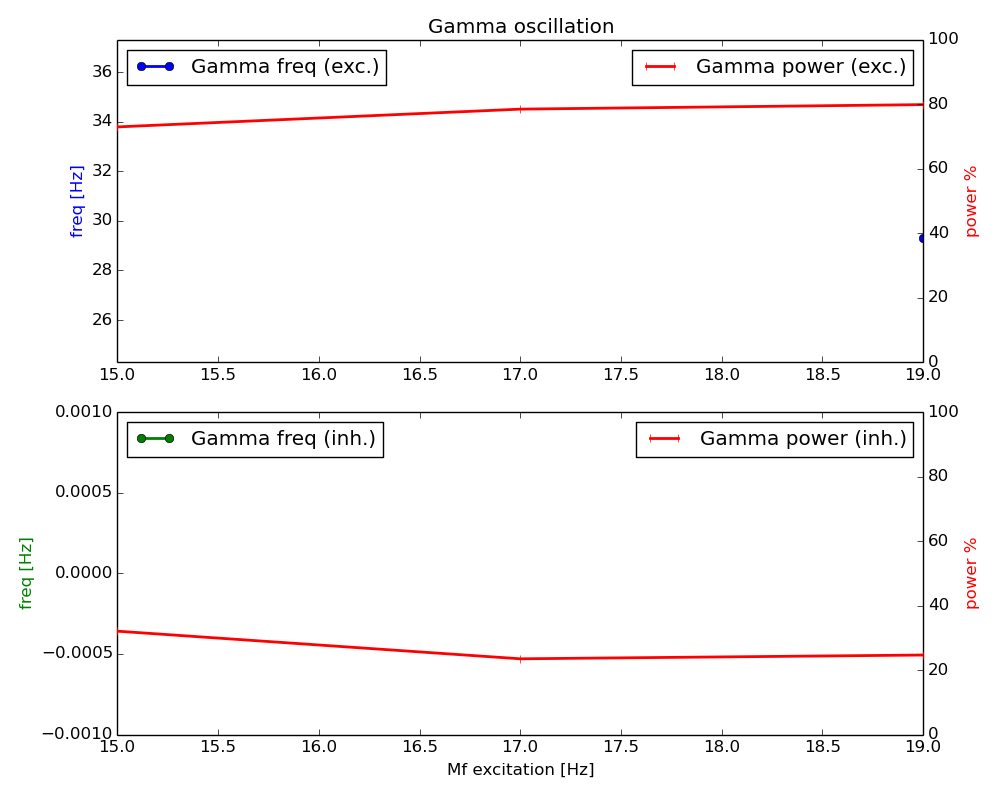 Gamma oscillation
Gamma freq (exc.)
Gamma power (exc.)
36
34
32
30
28
26
freq [Hz]
100
80
60
40
20
0
power %
15.0 15.5 16.0 16.5 17.0 17.5 18.0 18.5 19.0
Gamma freq (inh.)
Gamma power (inh.)
0.0010
0.0005
0.0000
−0.0005
−0.0010
freq [Hz]
100
80
60
40
20
0
power %
15.0 15.5 16.0 16.5 17.0 17.5 18.0 18.5 19.0
Mf excitation [Hz]